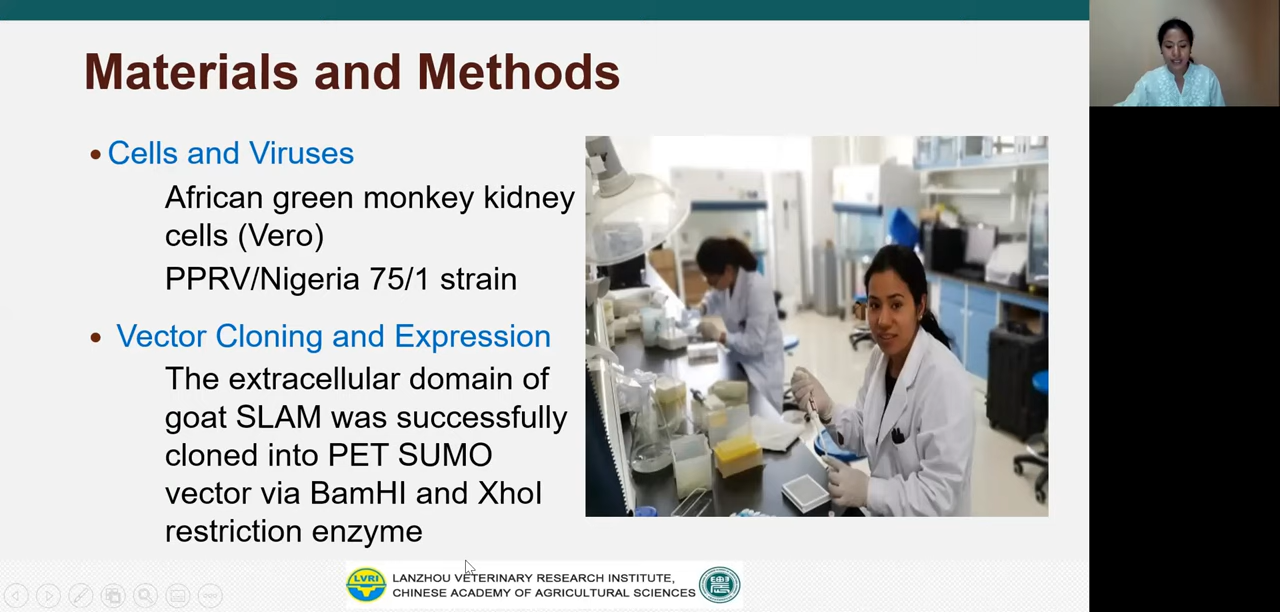 Materials and Methods
• Cells and Viruses
African green monkey kidney
cells (Vero)
PPRV/Nigeria 75/1 strain
• Vector Cloning and Expression
The extracellular domain of
goat SLAM was successfully
cloned into PET SUMO
vector via BamHI and XhoI
restriction enzyme
LVRI
LANZHOU VETERINARY RESEARCH INSTITUTE,
CHINESE ACADEMY OF AGRICULTURAL SCIENCES